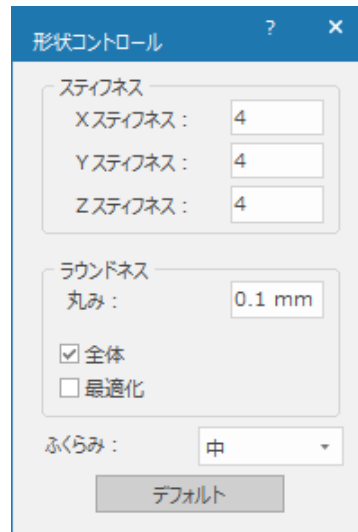 形状コントロール ? ×
スティフネス
Xスティフネス : 4
Yスティフネス : 4
Zスティフネス : 4
ラウンドネス
丸み : 0.1 mm
全体
最適化
ふくらみ : 中
デフォルト